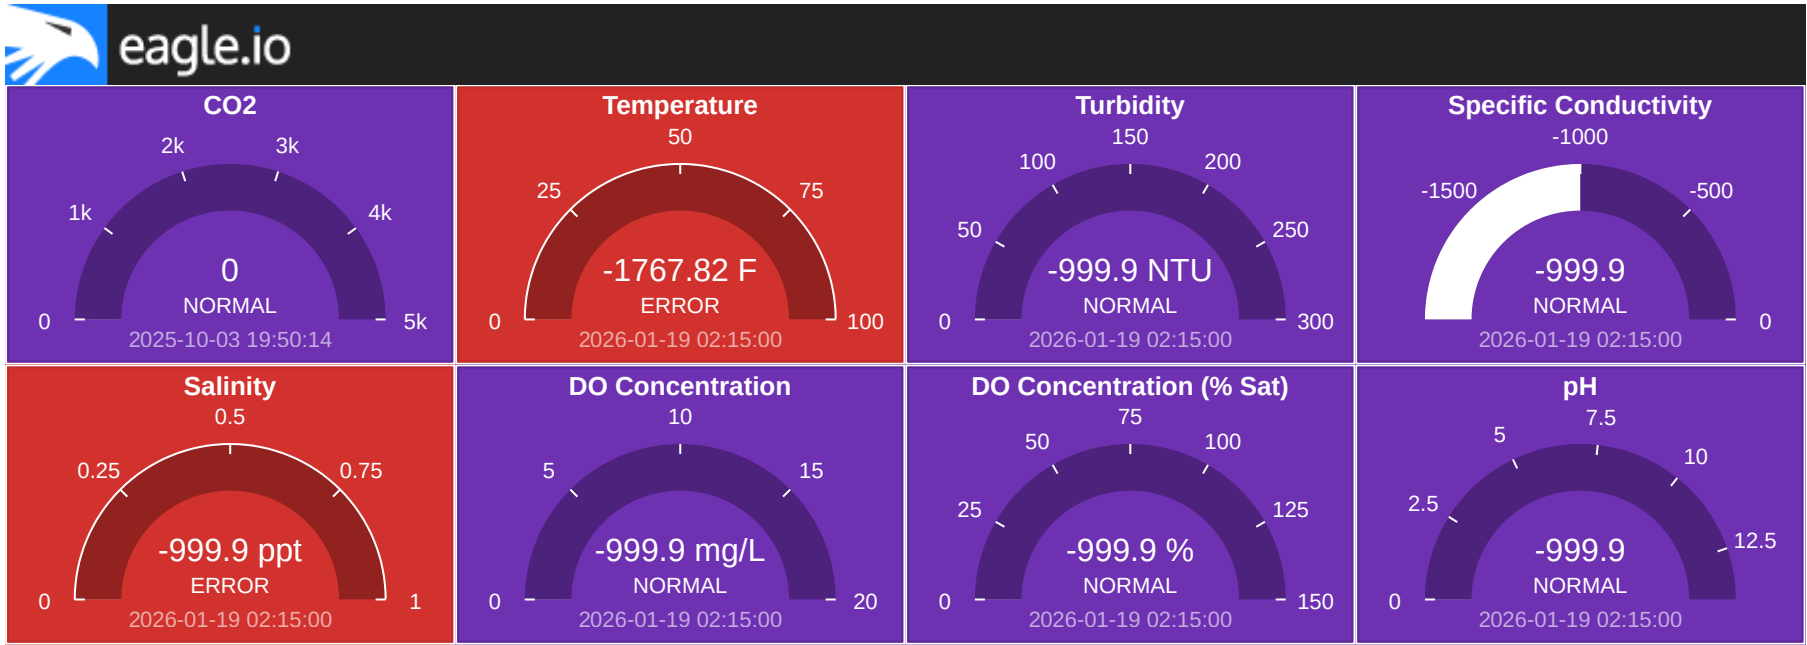 eagle.io
CO2
2k
3k
1k
4k
0
NORMAL
0
5k
2025-10-03 19:50:14
Temperature
50
25
75
-1767.82 F
ERROR
0
100
2026-01-19 02:15:00
Turbidity
150
100
200
50
250
-999.9 NTU
NORMAL
0
300
2026-01-19 02:15:00
Specific Conductivity
-1000
-1500
-500
-999.9
NORMAL
0
2026-01-19 02:15:00
Salinity
0.5
0.25
0.75
-999.9 ppt
ERROR
0
1
2026-01-19 02:15:00
DO Concentration
10
5
15
-999.9 mg/L
NORMAL
0
20
2026-01-19 02:15:00
DO Concentration (% Sat)
75
50
100
25
125
-999.9 %
NORMAL
0
150
2026-01-19 02:15:00
pH
7.5
5
10
2.5
12.5
-999.9
NORMAL
0
2026-01-19 02:15:00